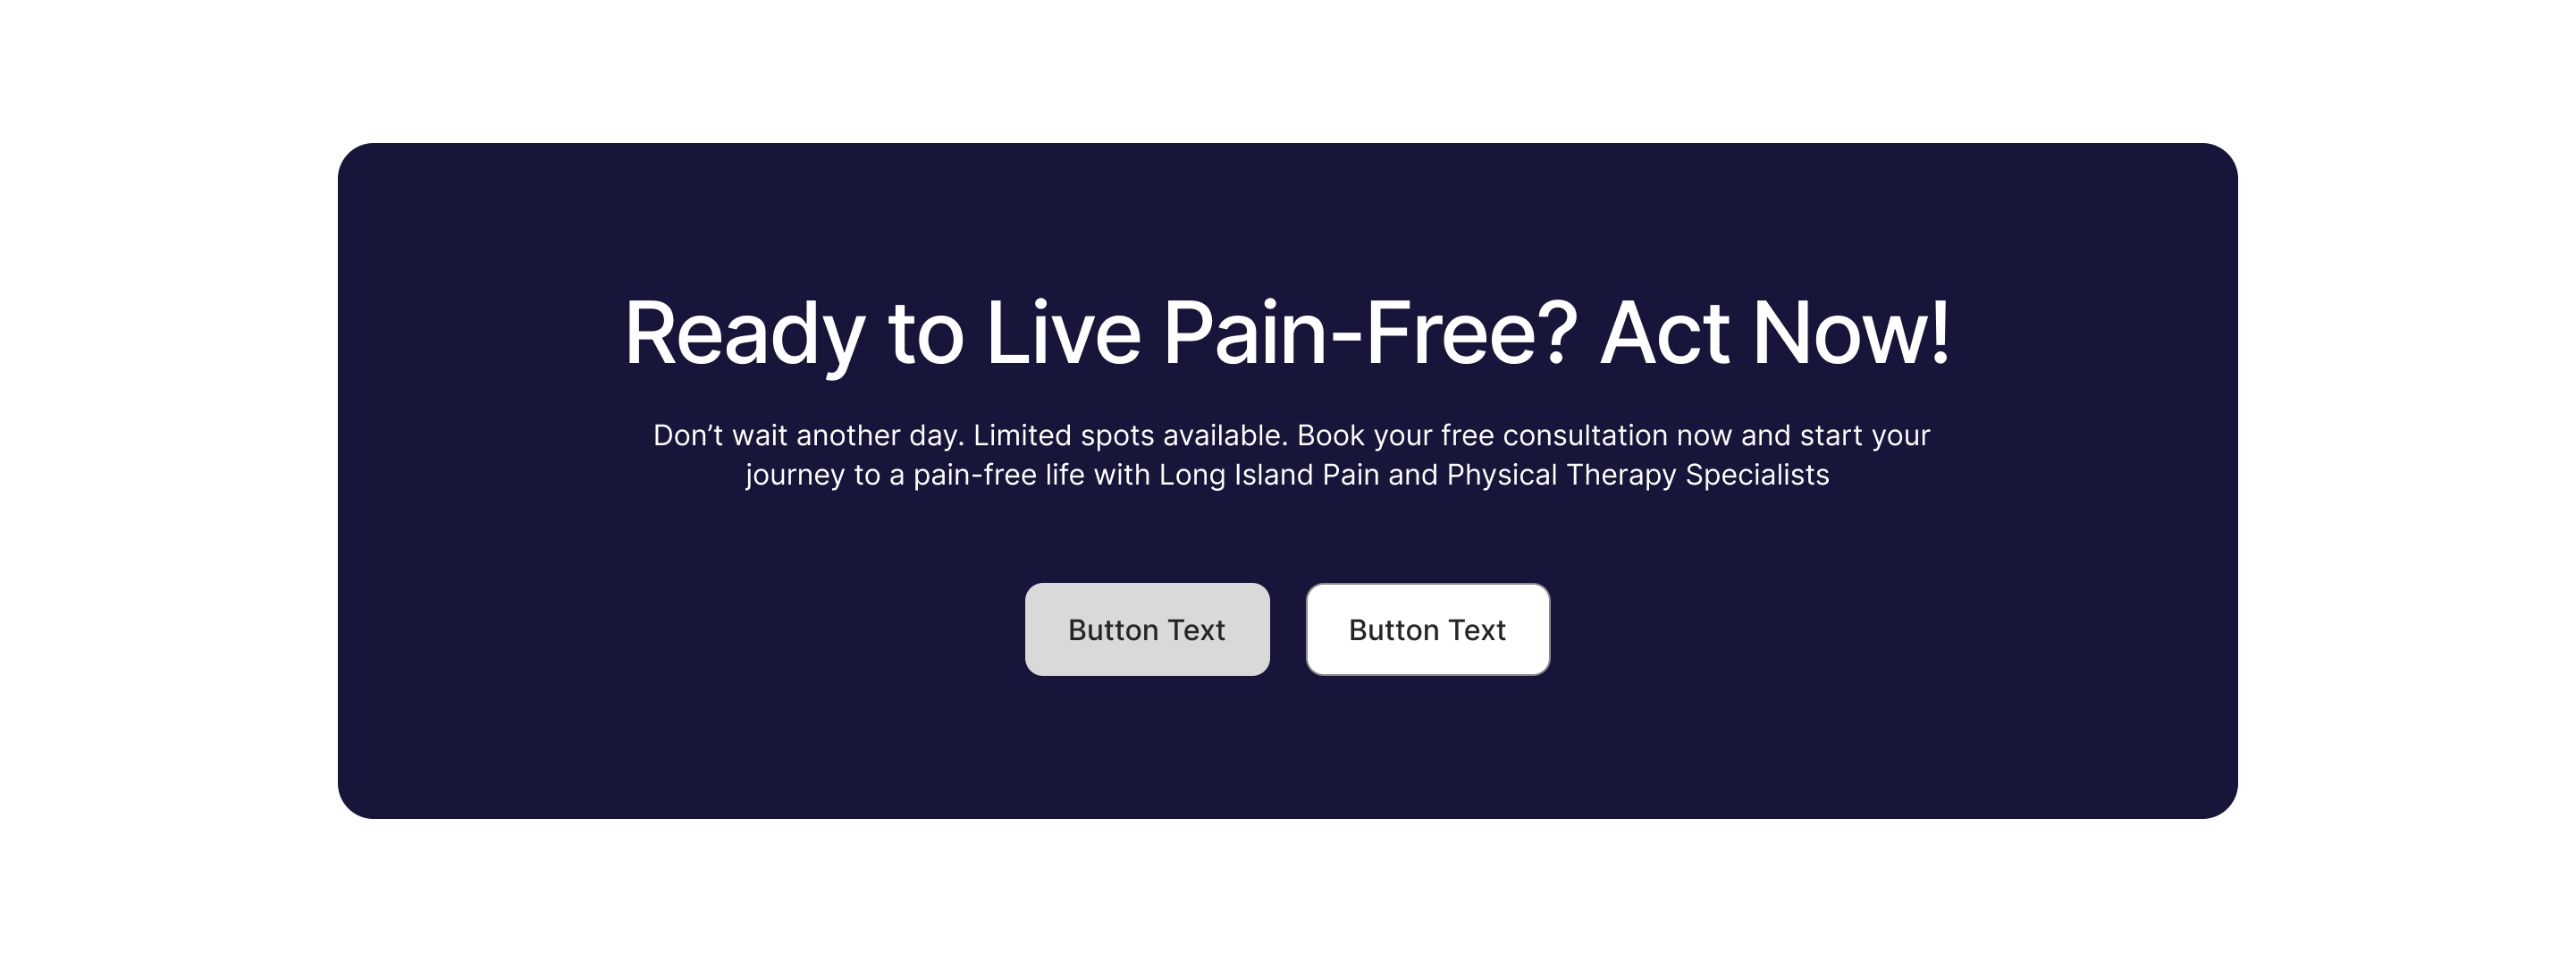 Ready to Live Pain-Free? Act Now!
Don’t wait another day. Limited spots available. Book your free consultation now and start your
journey to a pain-free life with Long Island Pain and Physical Therapy Specialists
Button Text
Button Text